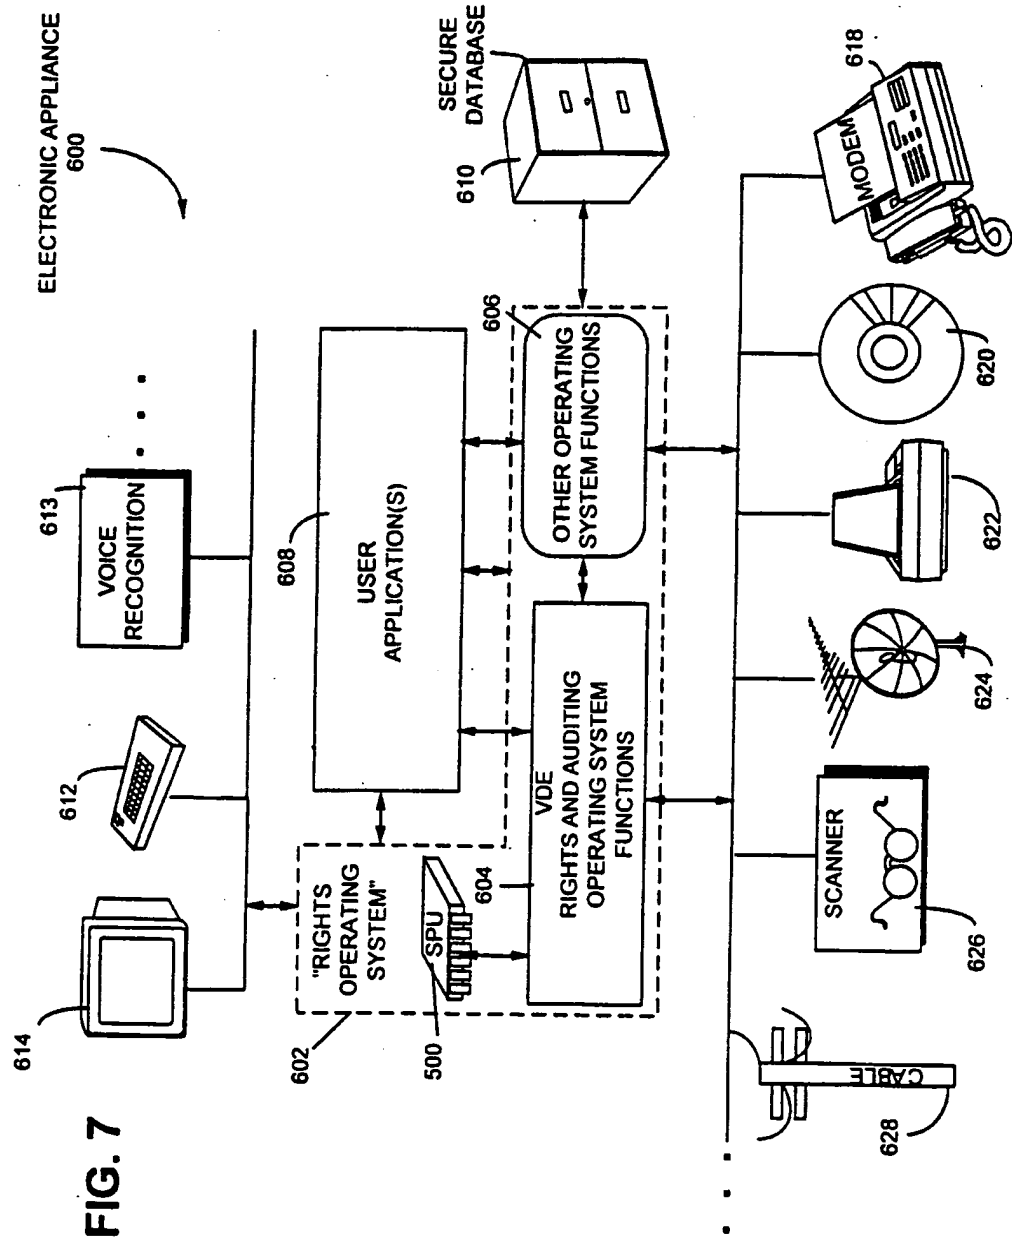 FIG. 7
ELECTRONIC APPLIANCE
600
614
612
613
VOICE
RECOGNITION
602
"RIGHTS
OPERATING
SYSTEM"
608
USER
APPLICATION(S)
500
SPU
604
VDE
RIGHTS AND AUDITING
OPERATING SYSTEM
FUNCTIONS
606
OTHER OPERATING
SYSTEM FUNCTIONS
610
SECURE
DATABASE
628
CABLE
626
SCANNER
624
622
620
618
MODEM